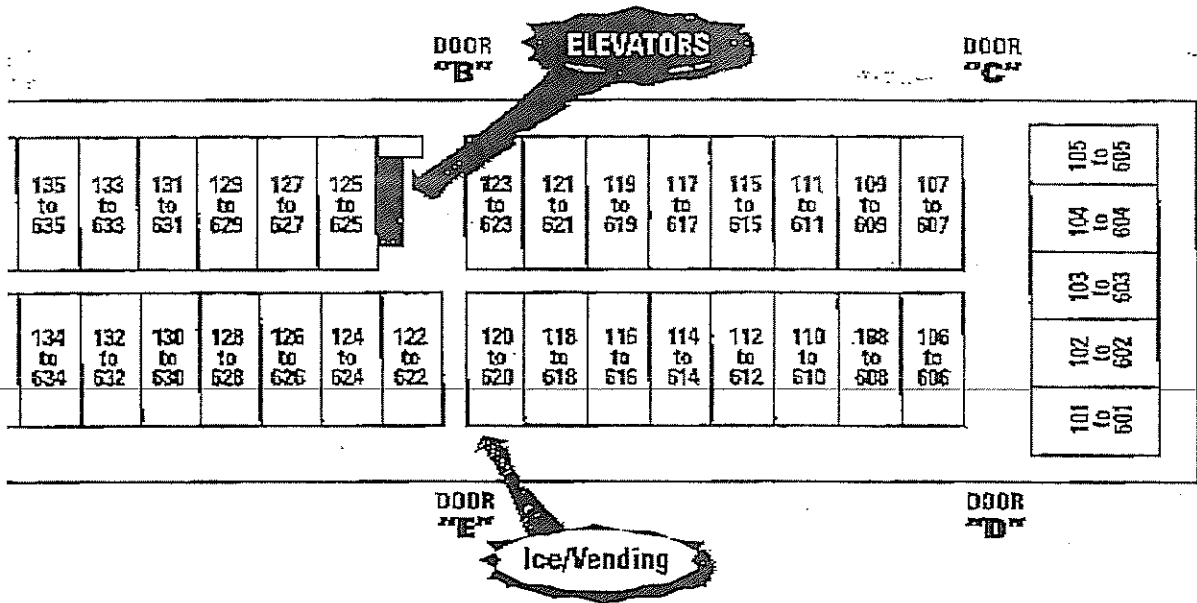 DOOR
"B"
ELEVATORS
DOOR
"C"
135
to
635
133
to
633
131
to
631
129
to
629
127
to
627
125
to
625
123
to
623
121
to
621
119
to
619
117
to
617
115
to
615
111
to
611
109
to
609
107
to
607
105
to
605
104
to
604
103
to
603
102
to
602
101
to
601
134
to
634
132
to
632
130
to
630
128
to
628
126
to
626
124
to
624
122
to
622
120
to
620
118
to
618
116
to
616
114
to
614
112
to
612
110
to
610
108
to
608
106
to
606
DOOR
"E"
Ice/Vending
DOOR
"D"